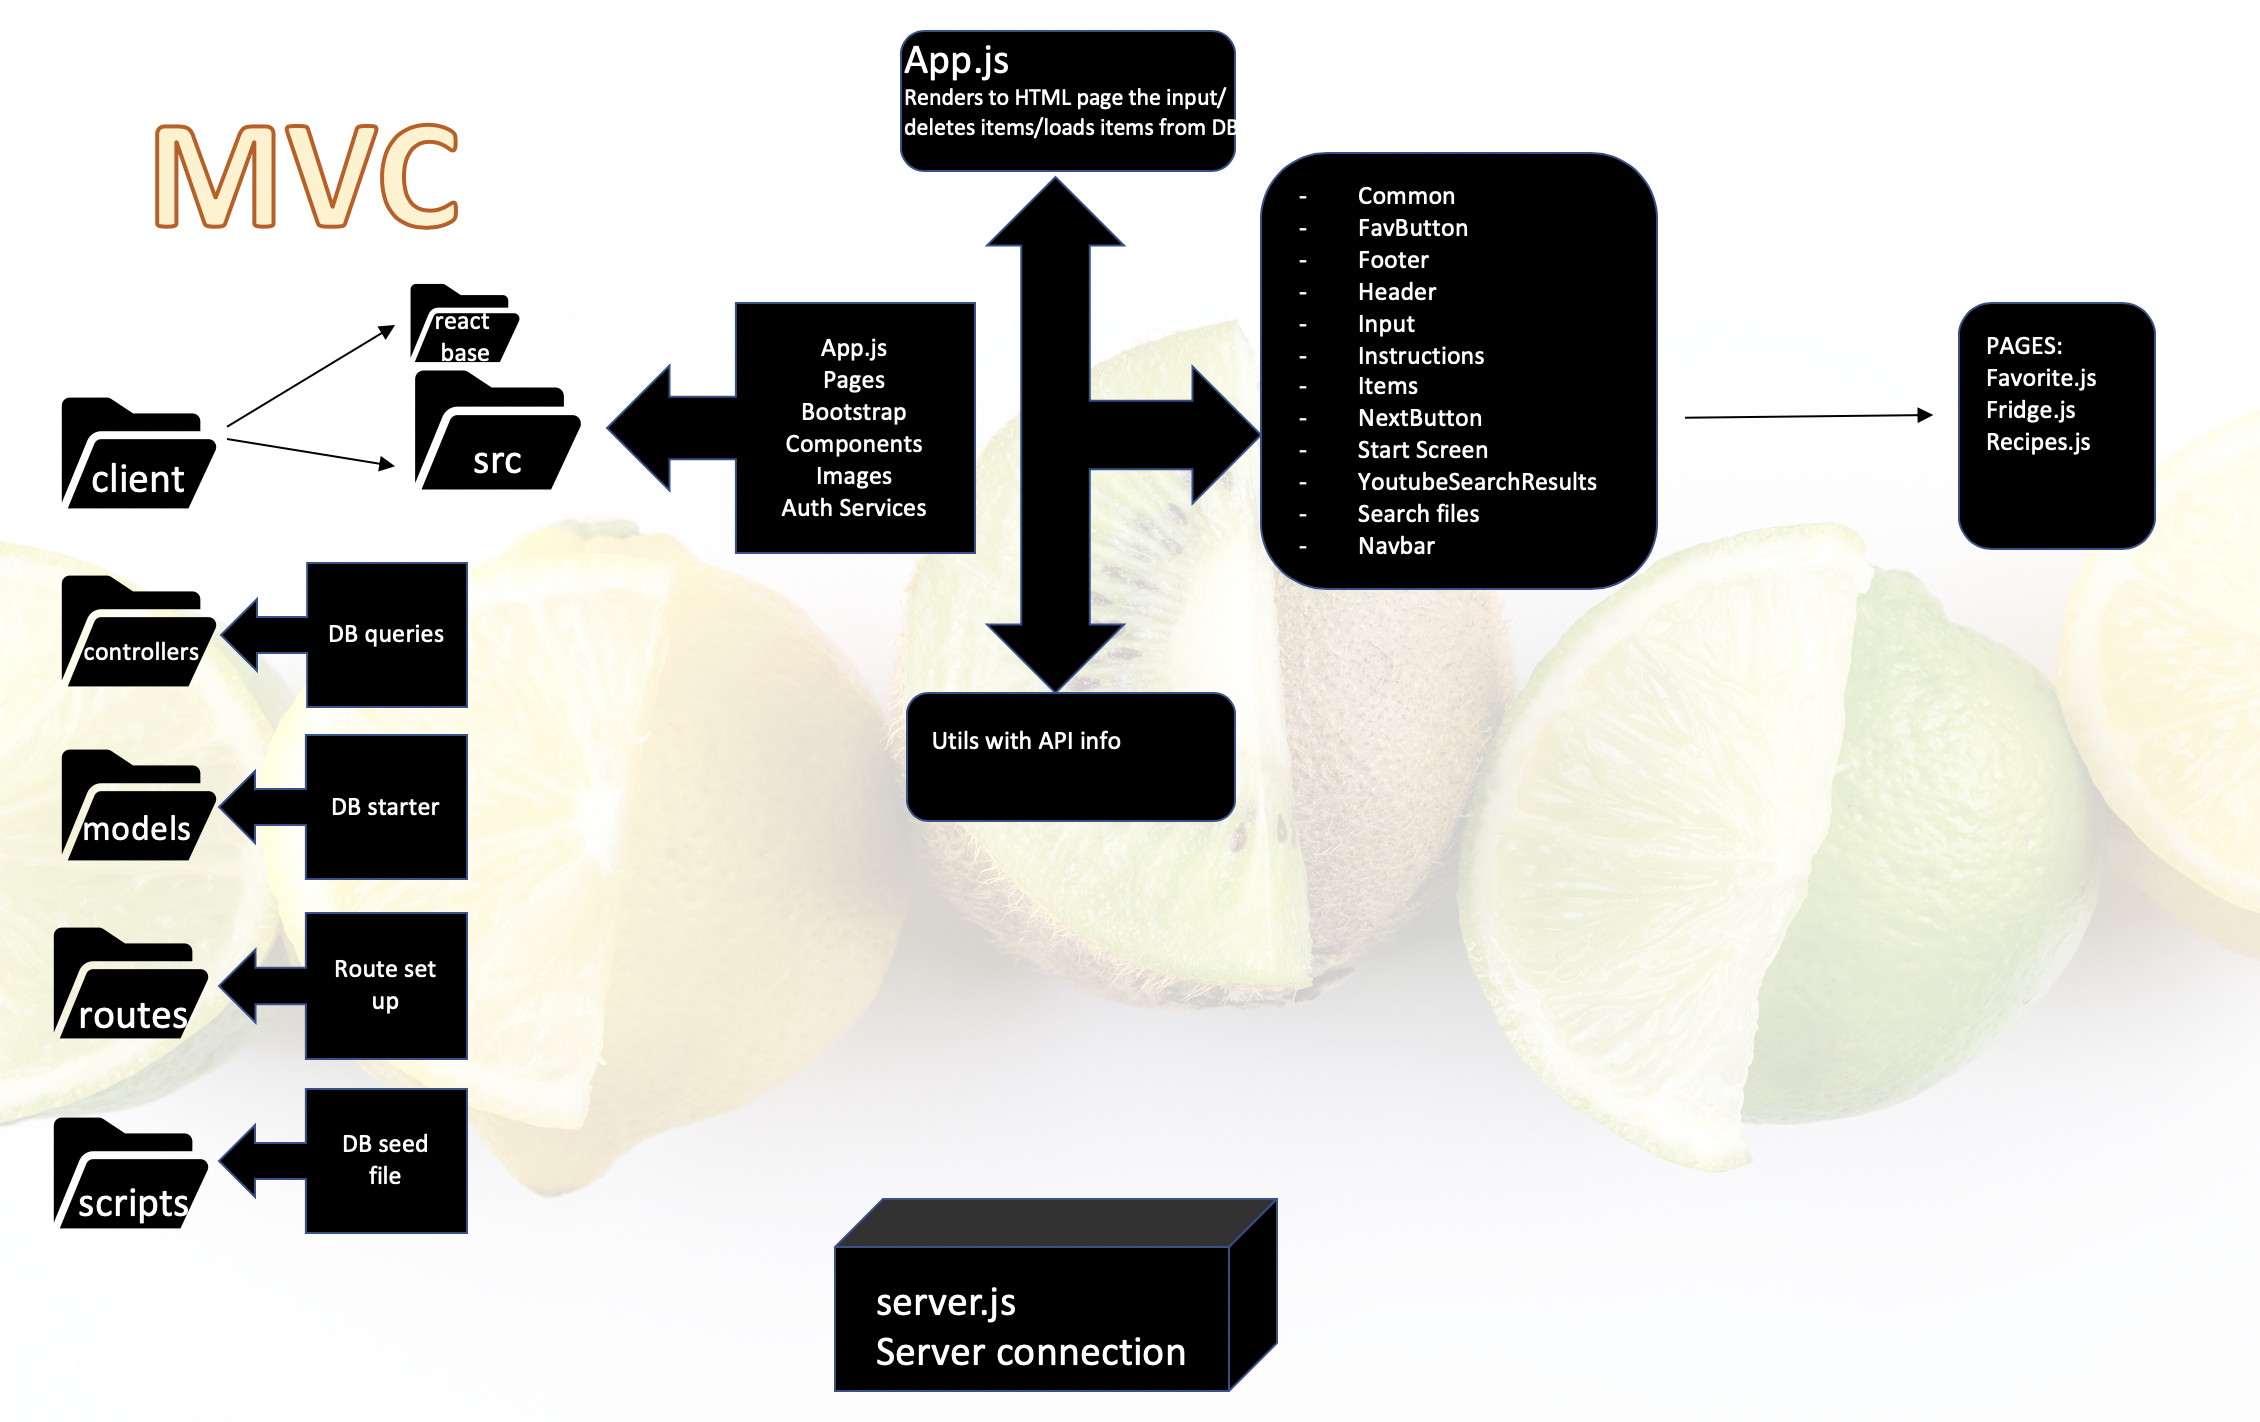 MVC
App.js
Renders to HTML page the input/
deletes items/loads items from DB
react
base
client
src
App.js
Pages
Bootstrap
Components
Images
Auth Services
- Common
- FavButton
- Footer
- Header
- Input
- Instructions
- Items
- NextButton
- Start Screen
- YoutubeSearchResults
- Search files
- Navbar
PAGES:
Favorite.js
Fridge.js
Recipes.js
controllers
DB queries
models
DB starter
Utils with API info
routes
Route set
up
scripts
DB seed
file
server.js
Server connection